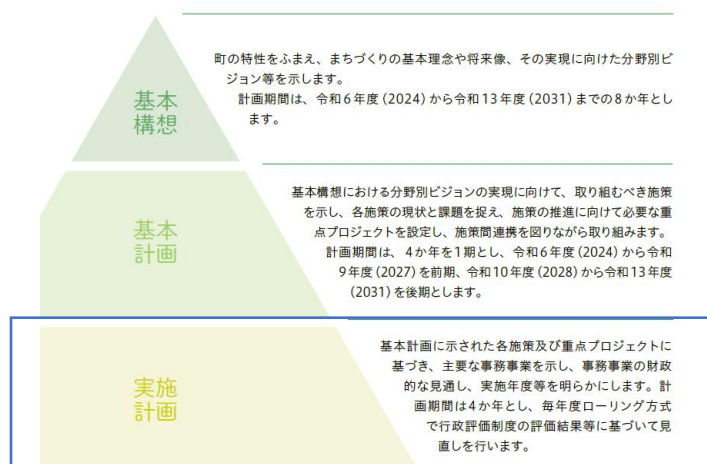 基本
構想
町の特性をふまえ、まちづくりの基本理念や将来像、その実現に向けた分野別ビ
ジョン等を示します。
計画期間は、令和6年度(2024)から令和13年度(2031)までの8か年とし
ます。
基本
計画
基本構想における分野別ビジョンの実現に向けて、取り組むべき施策
を示し、各施策の現状と課題を捉え、施策の推進に向けて必要な重
点プロジェクトを設定し、施策間連携を図りながら取り組みます。
計画期間は、4か年を1期とし、令和6年度(2024)から令和
9年度(2027)を前期、令和10年度(2028)から令和13年度
(2031)を後期とします。
実施
計画
基本計画に示された各施策及び重点プロジェクトに
基づき、主要な事務事業を示し、事務事業の財政
的な見通し、実施年度等を明らかにします。計
画期間は4か年とし、毎年度ローリング方式
で行政評価制度の評価結果等に基づいて見
直しを行います。